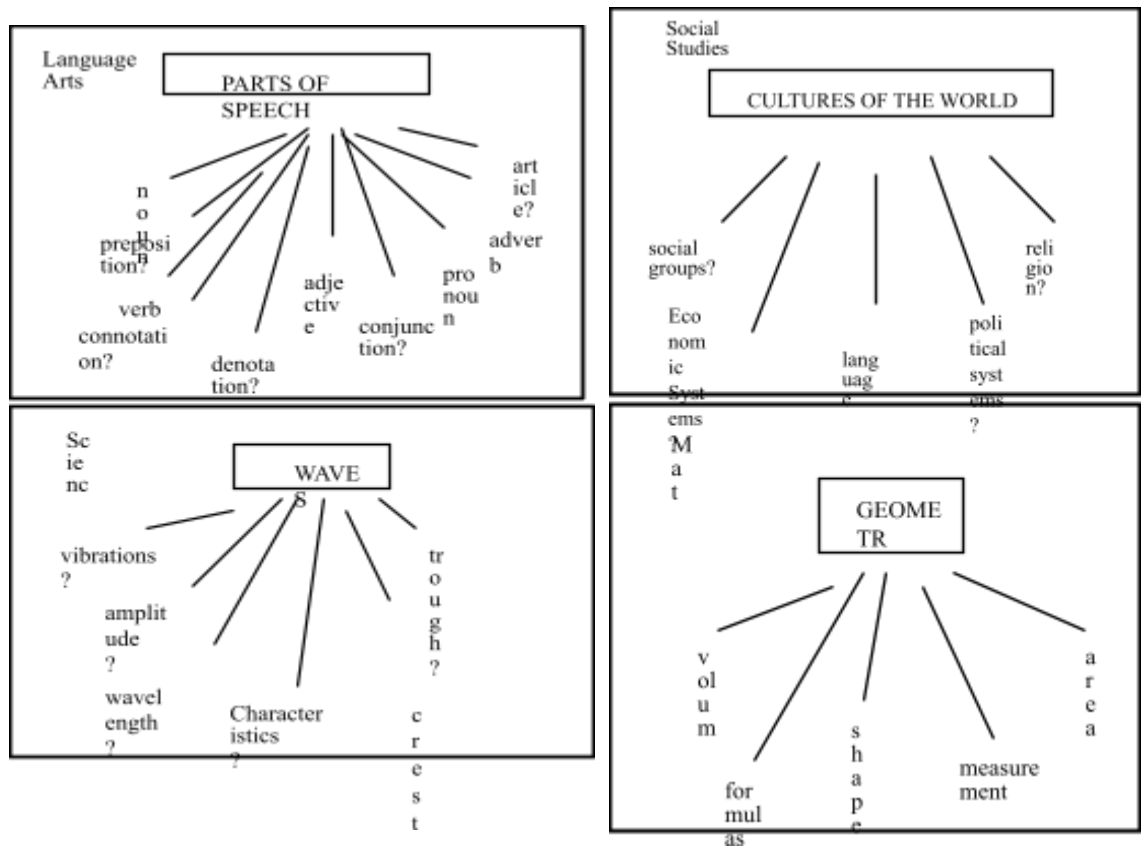 Language
Arts
PARTS OF
SPEECH
n
o
u
n
preposi
tion?
verb
connotati
on?
denota
tion?
adje
ctiv
e
conjunc
tion?
pro
nou
n
adver
b
art
icl
e?
Social
Studies
CULTURES OF THE WORLD
social
groups?
Eco
nom
ic
Syst
ems
?
lang
uag
e
poli
tical
syst
ems
?
reli
gio
n?
Sc
ie
nc
WAVE
S
vibrations
?
amplit
ude
?
wavel
ength
?
Character
istics
?
c
r
e
s
t
tr
o
u
g
h?
M
a
t
GEOME
TR
v
ol
u
m
for
mul
as
s
h
a
p
e
measure
ment
a
r
e
a